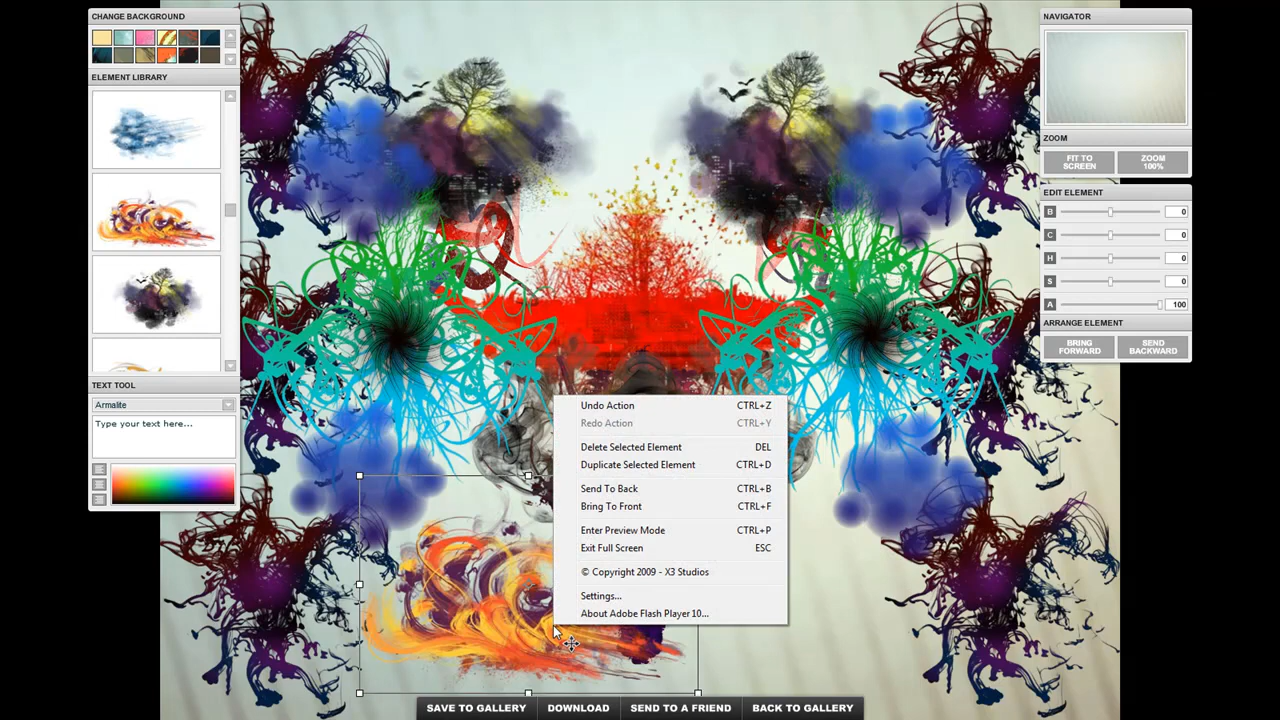 CHANGE BACKGROUND
ELEMENT LIBRARY
TEXT TOOL
Armalite
Type your text here...
NAVIGATOR
ZOOM
FIT TO SCREEN
ZOOM 100%
EDIT ELEMENT
B 0
C 0
H 0
S 0
A 100
ARRANGE ELEMENT
BRING FORWARD
SEND BACKWARD
Undo Action CTRL+Z
Redo Action CTRL+Y
Delete Selected Element DEL
Duplicate Selected Element CTRL+D
Send To Back CTRL+B
Bring To Front CTRL+F
Enter Preview Mode CTRL+P
Exit Full Screen ESC
© Copyright 2009 - X3 Studios
Settings...
About Adobe Flash Player 10...
SAVE TO GALLERY
DOWNLOAD
SEND TO A FRIEND
BACK TO GALLERY